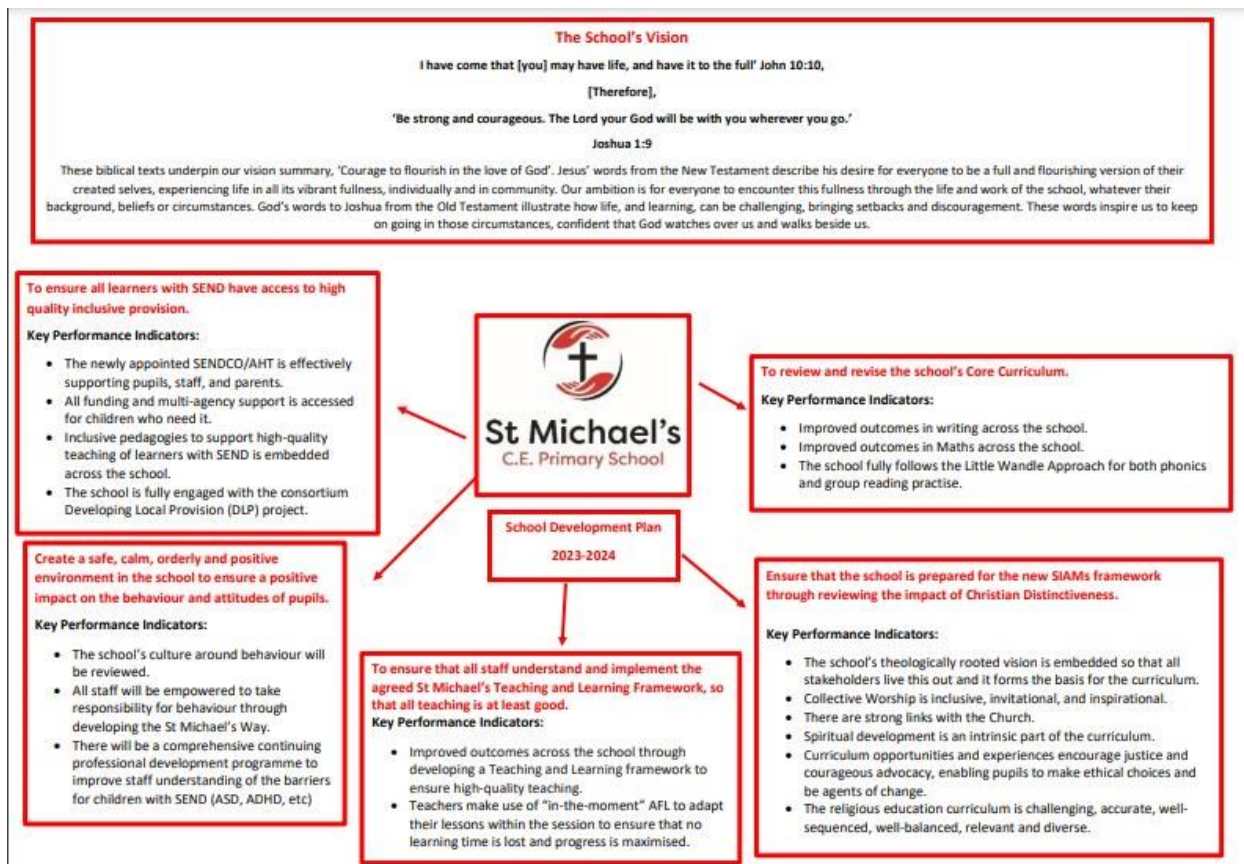 The School's Vision
I have come that [you] may have life, and have it to the full' John 10:10,
[Therefore],
'Be strong and courageous. The Lord your God will be with you wherever you go.'
Joshua 1:9
These biblical texts underpin our vision summary, 'Courage to flourish in the love of God'. Jesus' words from the New Testament describe his desire for everyone to be a full and flourishing version of their
created selves, experiencing life in all its vibrant fullness, individually and in community. Our ambition is for everyone to encounter this fullness through the life and work of the school, whatever their
background, beliefs or circumstances. God's words to Joshua from the Old Testament illustrate how life, and learning, can be challenging, bringing setbacks and discouragement. These words inspire us to keep
on going in those circumstances, confident that God watches over us and walks beside us.
To ensure all learners with SEND have access to high
quality inclusive provision.
Key Performance Indicators:
• The newly appointed SENDCO/AHT is effectively
supporting pupils, staff, and parents.
• All funding and multi-agency support is accessed
for children who need it.
• Inclusive pedagogies to support high-quality
teaching of learners with SEND is embedded
across the school.
• The school is fully engaged with the consortium
Developing Local Provision (DLP) project.
St Michael's
C.E. Primary School
To review and revise the school's Core Curriculum.
Key Performance Indicators:
• Improved outcomes in writing across the school.
• Improved outcomes in Maths across the school.
• The school fully follows the Little Wandle Approach for both phonics
and group reading practise.
School Development Plan
2023-2024
Create a safe, calm, orderly and positive
environment in the school to ensure a positive
impact on the behaviour and attitudes of pupils.
Key Performance Indicators:
• The school's culture around behaviour will
be reviewed.
• All staff will be empowered to take
responsibility for behaviour through
developing the St Michael's Way.
• There will be a comprehensive continuing
professional development programme to
improve staff understanding of the barriers
for children with SEND (ASD, ADHD, etc)
To ensure that all staff understand and implement the
agreed St Michael's Teaching and Learning Framework, so
that all teaching is at least good.
Key Performance Indicators:
• Improved outcomes across the school through
developing a Teaching and Learning framework to
ensure high-quality teaching.
• Teachers make use of "in-the-moment" AFL to adapt
their lessons within the session to ensure that no
learning time is lost and progress is maximised.
Ensure that the school is prepared for the new SIAMs framework
through reviewing the impact of Christian Distinctiveness.
Key Performance Indicators:
• The school's theologically rooted vision is embedded so that all
stakeholders live this out and it forms the basis for the curriculum.
• Collective Worship is inclusive, invitational, and inspirational.
• There are strong links with the Church.
• Spiritual development is an intrinsic part of the curriculum.
• Curriculum opportunities and experiences encourage justice and
courageous advocacy, enabling pupils to make ethical choices and
be agents of change.
• The religious education curriculum is challenging, accurate, well-
sequenced, well-balanced, relevant and diverse.